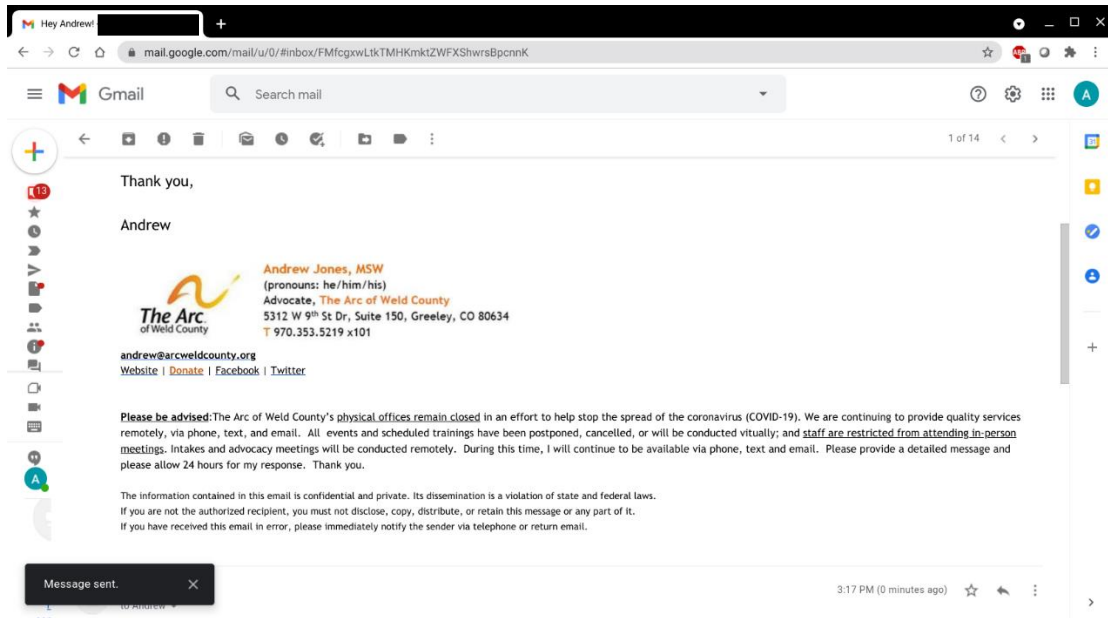 Hey Andrew!
mail.google.com/mail/u/0/#inbox/FMfcgxwLtkTMHKmktZWFXShwrsBpcnnK
ABP
1
Gmail
Search mail
A
1 of 14
31
13
Thank you,
Andrew
The Arc
of Weld County
Andrew Jones, MSW
(pronouns: he/him/his)
Advocate, The Arc of Weld County
5312 W 9th St Dr, Suite 150, Greeley, CO 80634
T 970.353.5219 x101
andrew@arcweldcounty.org
Website | Donate | Facebook | Twitter
Please be advised:The Arc of Weld County’s physical offices remain closed in an effort to help stop the spread of the coronavirus (COVID-19). We are continuing to provide quality services
remotely, via phone, text, and email. All events and scheduled trainings have been postponed, cancelled, or will be conducted vitually; and staff are restricted from attending in-person
meetings. Intakes and advocacy meetings will be conducted remotely. During this time, I will continue to be available via phone, text and email. Please provide a detailed message and
please allow 24 hours for my response. Thank you.
The information contained in this email is confidential and private. Its dissemination is a violation of state and federal laws.
If you are not the authorized recipient, you must not disclose, copy, distribute, or retain this message or any part of it.
If you have received this email in error, please immediately notify the sender via telephone or return email.
A
Message sent.
3:17 PM (0 minutes ago)
to Andrew